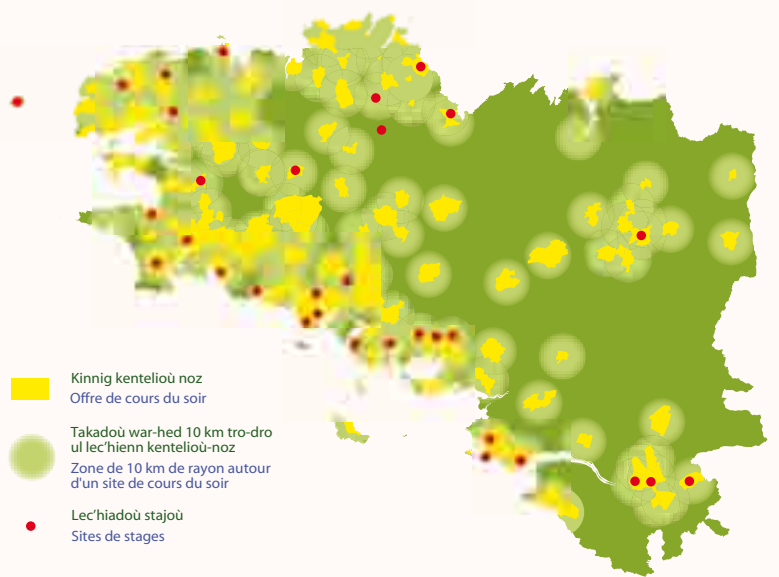 Kinnig kentelioù noz
Offre de cours du soir
Takadoù war-hed 10 km tro-dro
ul lec'hienn kentelioù-noz
Zone de 10 km de rayon autour
d'un site de cours du soir
Lec'hiadoù stajoù
Sites de stages